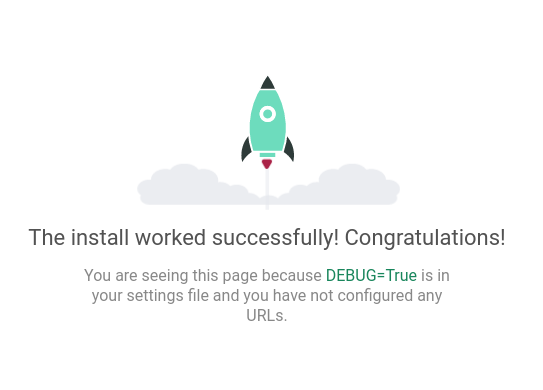 The install worked successfully! Congratulations!
You are seeing this page because DEBUG=True is in
your settings file and you have not configured any
URLs.